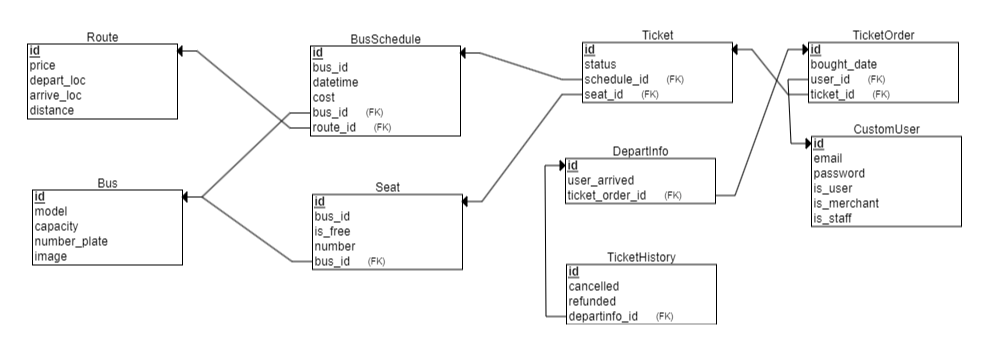 Route
id
price
depart_loc
arrive_loc
distance
BusSchedule
id
bus_id
datetime
cost
bus_id (FK)
route_id (FK)
Ticket
id
status
schedule_id (FK)
seat_id (FK)
TicketOrder
id
bought_date
user_id (FK)
ticket_id (FK)
CustomUser
id
email
password
is_user
is_merchant
is_staff
DepartInfo
id
user_arrived
ticket_order_id (FK)
Bus
id
model
capacity
number_plate
image
Seat
id
bus_id
is_free
number
bus_id (FK)
TicketHistory
id
cancelled
refunded
departinfo_id (FK)